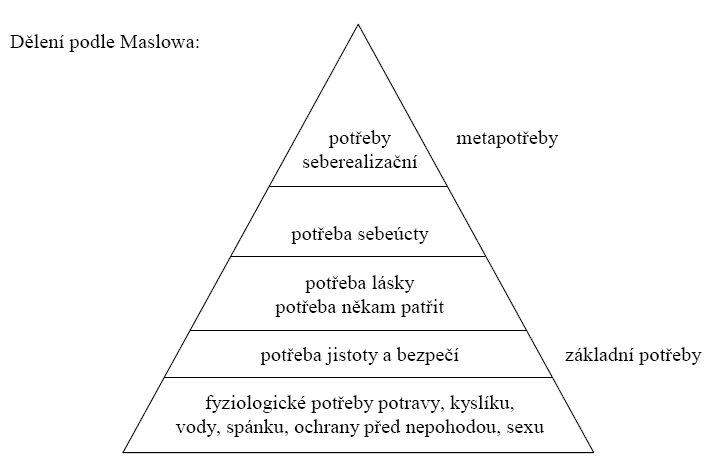 Dělení podle Maslowa:
potřeby
seberealizační
metapotřeby
potřeba sebeúcty
potřeba lásky
potřeba někam patřit
potřeba jistoty a bezpečí
základní potřeby
fyziologické potřeby potravy, kyslíku,
vody, spánku, ochrany před nepohodou, sexu